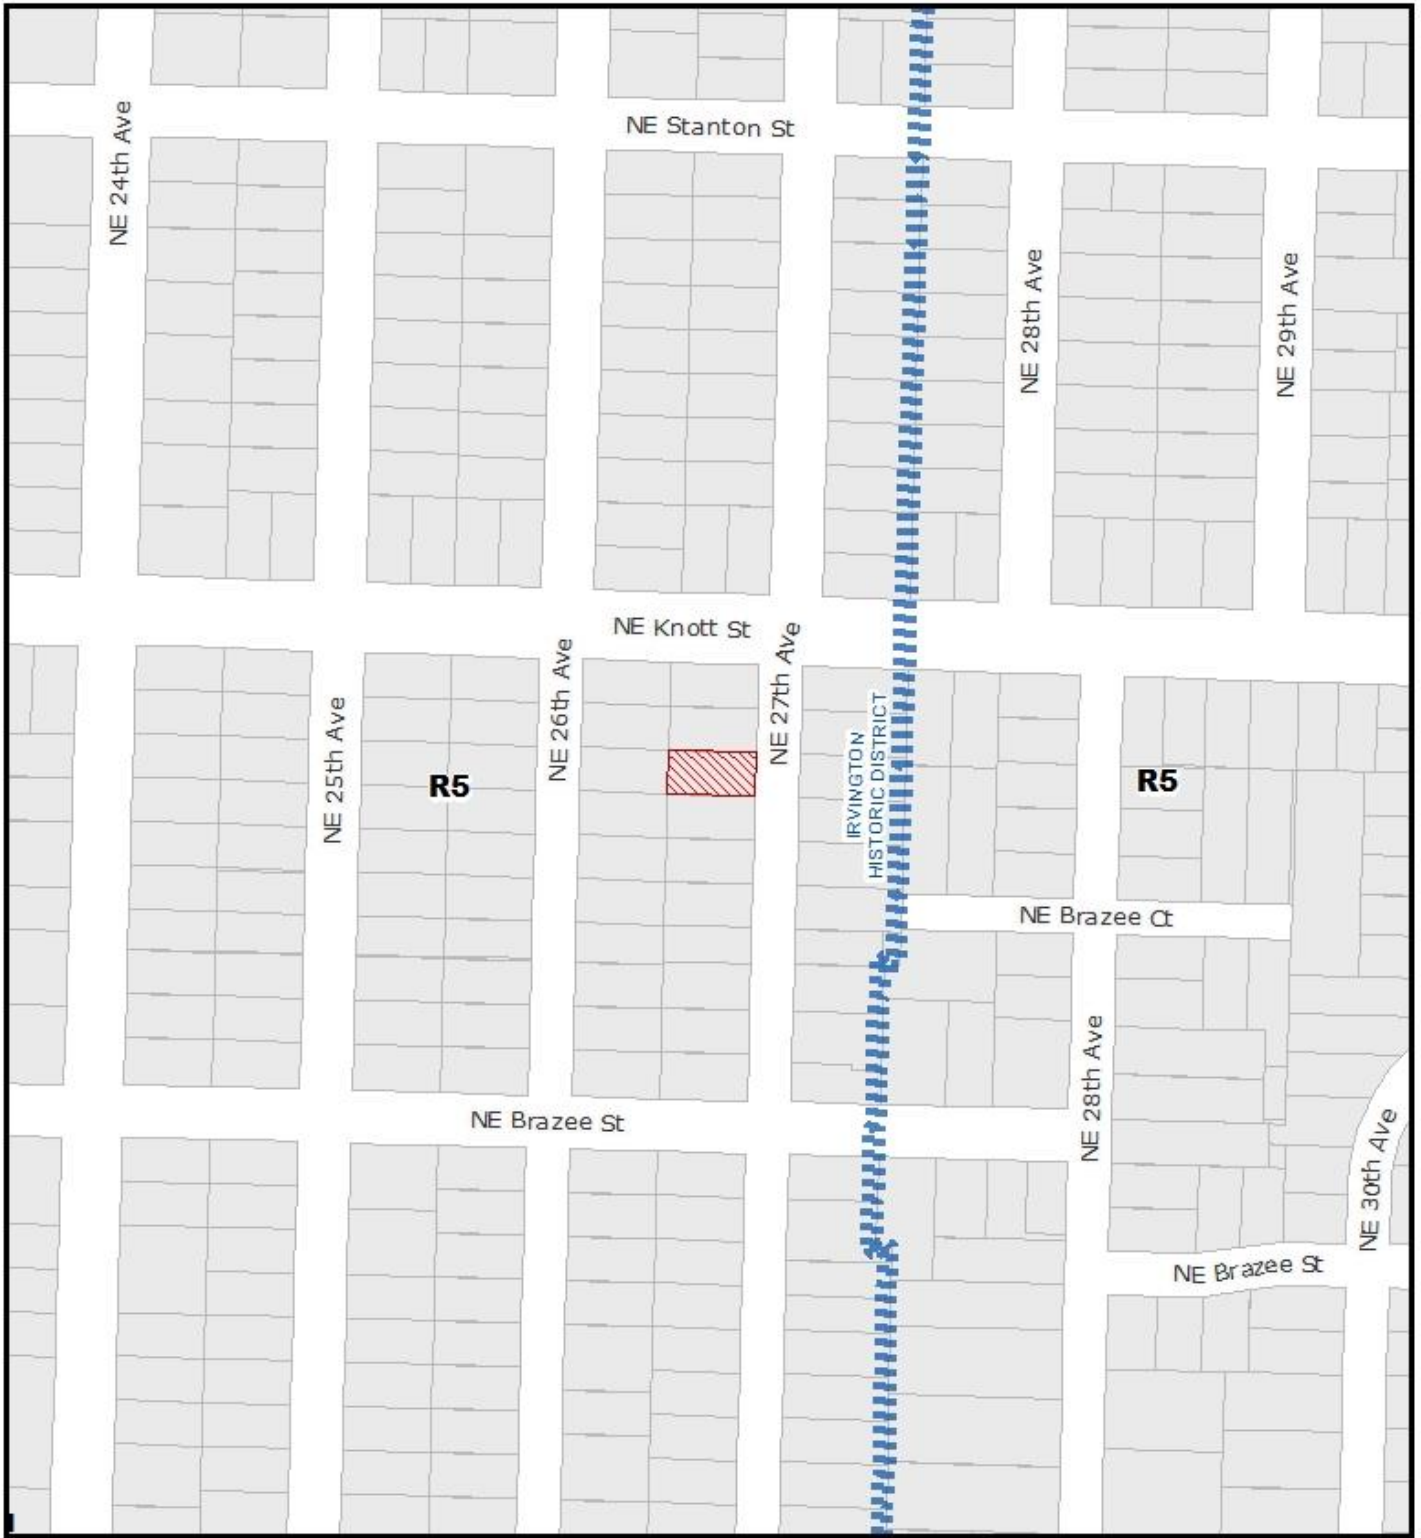 NE 24th Ave
NE Stanton St
NE 28th Ave
NE 29th Ave
NE Knott St
NE 25th Ave
NE 26th Ave
NE 27th Ave
R5
IRVINGTON
HISTORIC DISTRICT
R5
NE Brazee Ct
NE 28th Ave
NE Brazee St
NE 30th Ave
NE Brazee St